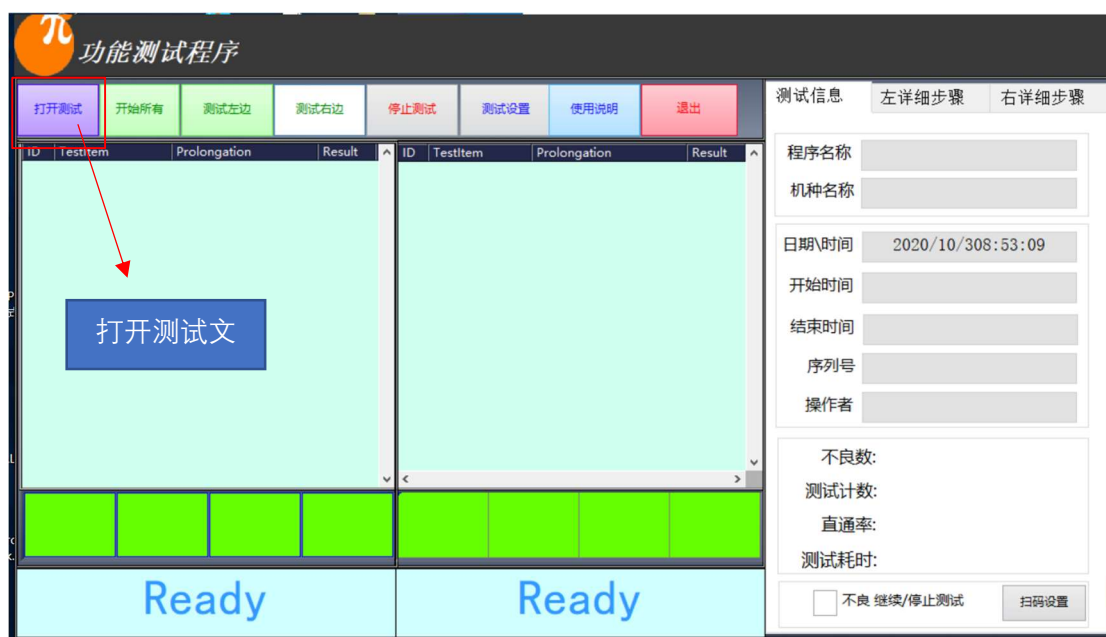 π
功能测试程序
打开测试 开始所有 测试左边 测试右边 停止测试 测试设置 使用说明 退出
测试信息 左详细步骤 右详细步骤
ID TestItem Prolongation Result
ID TestItem Prolongation Result
打开测试文
程序名称
机种名称
日期\时间 2020/10/308:53:09
开始时间
结束时间
序列号
操作者
不良数:
测试计数:
直通率:
测试耗时:
不良 继续/停止测试 扫码设置
Ready Ready